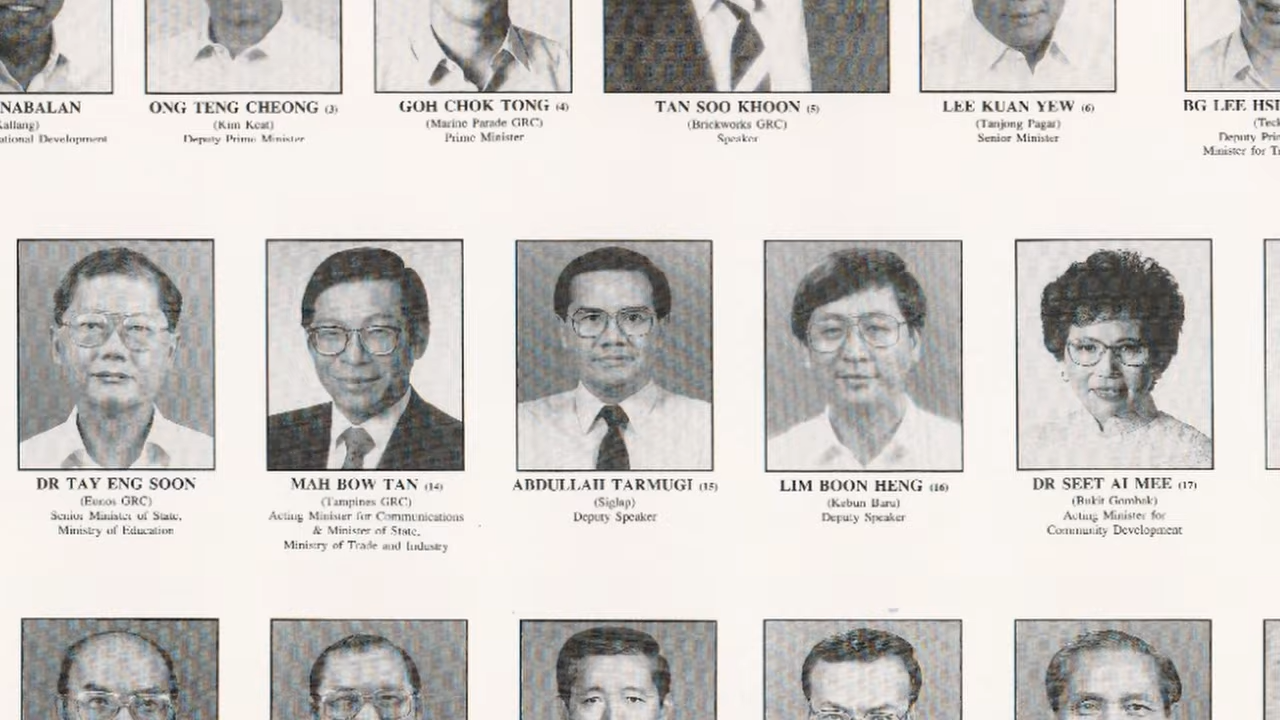 NABALAN
Kallang)
ational Development
ONG TENG CHEONG (3)
(Kim Keat)
Deputy Prime Minister
GOH CHOK TONG (4)
(Marine Parade GRC)
Prime Minister
TAN SOO KHOON (5)
(Brickworks GRC)
Speaker
LEE KUAN YEW (6)
(Tanjong Pagar)
Senior Minister
BG LEE HSI
(Teck
Deputy Pri
Minister for Tr
DR TAY ENG SOON
(Eunos GRC)
Senior Minister of State,
Ministry of Education
MAH BOW TAN (14)
(Tampines GRC)
Acting Minister for Communications
& Minister of State,
Ministry of Trade and Industry
ABDULLAH TARMUGI (15)
(Siglap)
Deputy Speaker
LIM BOON HENG (16)
(Kebun Baru)
Deputy Speaker
DR SEET AI MEE (17)
(Bukit Gombak)
Acting Minister for
Community Development